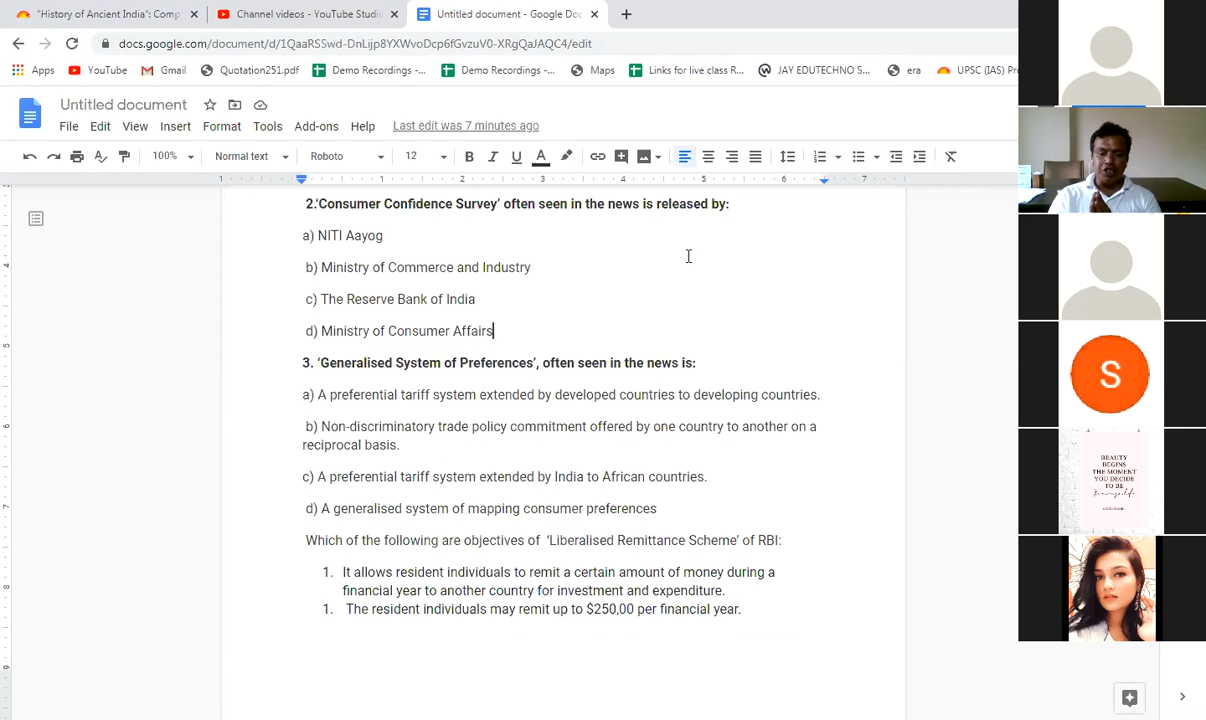 "History of Ancient India": Comp
Channel videos - YouTube Studi
Untitled document - Google Doc
docs.google.com/document/d/1QaaRSSwd-DnLijp8YXWvoDcp6fGvzuV0-XRgQaJAQC4/edit
Apps YouTube Gmail Quotation251.pdf Demo Recordings -... Demo Recordings -... Maps Links for live class R... JAY EDUTECHNO S... era UPSC (IAS) Pr
Untitled document
File Edit View Insert Format Tools Add-ons Help Last edit was 7 minutes ago
100% Normal text Roboto 12 B I U A
1 1 2 3 4 5 6 7
2.'Consumer Confidence Survey' often seen in the news is released by:
a) NITI Aayog
b) Ministry of Commerce and Industry
c) The Reserve Bank of India
d) Ministry of Consumer Affairs
3. 'Generalised System of Preferences', often seen in the news is:
a) A preferential tariff system extended by developed countries to developing countries.
b) Non-discriminatory trade policy commitment offered by one country to another on a
reciprocal basis.
c) A preferential tariff system extended by India to African countries.
d) A generalised system of mapping consumer preferences
Which of the following are objectives of 'Liberalised Remittance Scheme' of RBI:
1. It allows resident individuals to remit a certain amount of money during a
financial year to another country for investment and expenditure.
1. The resident individuals may remit up to $250,00 per financial year.
S
BEAUTY
BEGINS
THE MOMENT
YOU DECIDE
TO BE